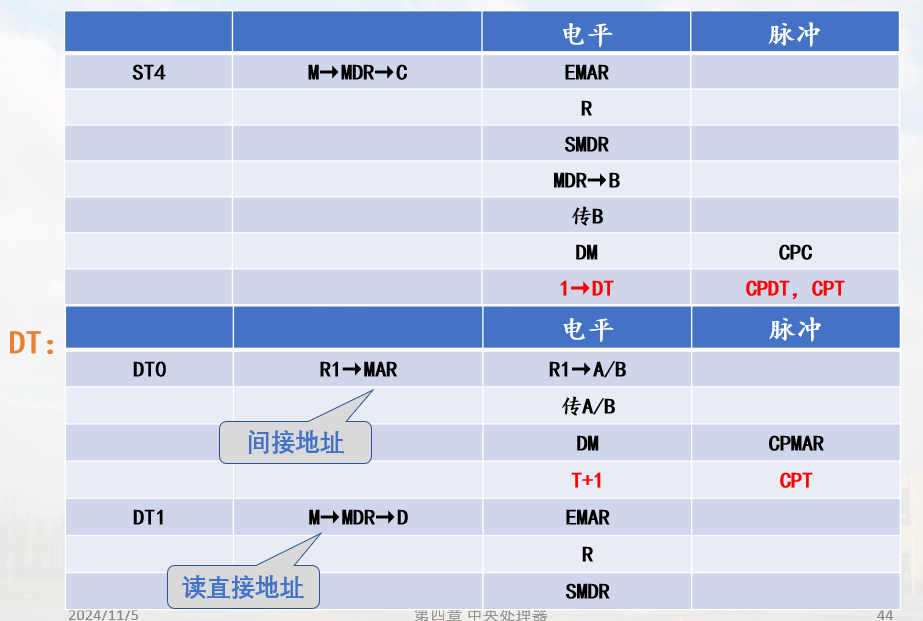 电平 脉冲
ST4 M→MDR→C EMAR
R
SMDR
MDR→B
传B
DM CPC
1→DT CPDT, CPT
DT:
电平 脉冲
DT0 R1→MAR R1→A/B
传A/B
间接地址
DM CPMAR
T+1 CPT
DT1 M→MDR→D EMAR
R
读直接地址
SMDR
2024/11/5 第四章 中央处理器 44